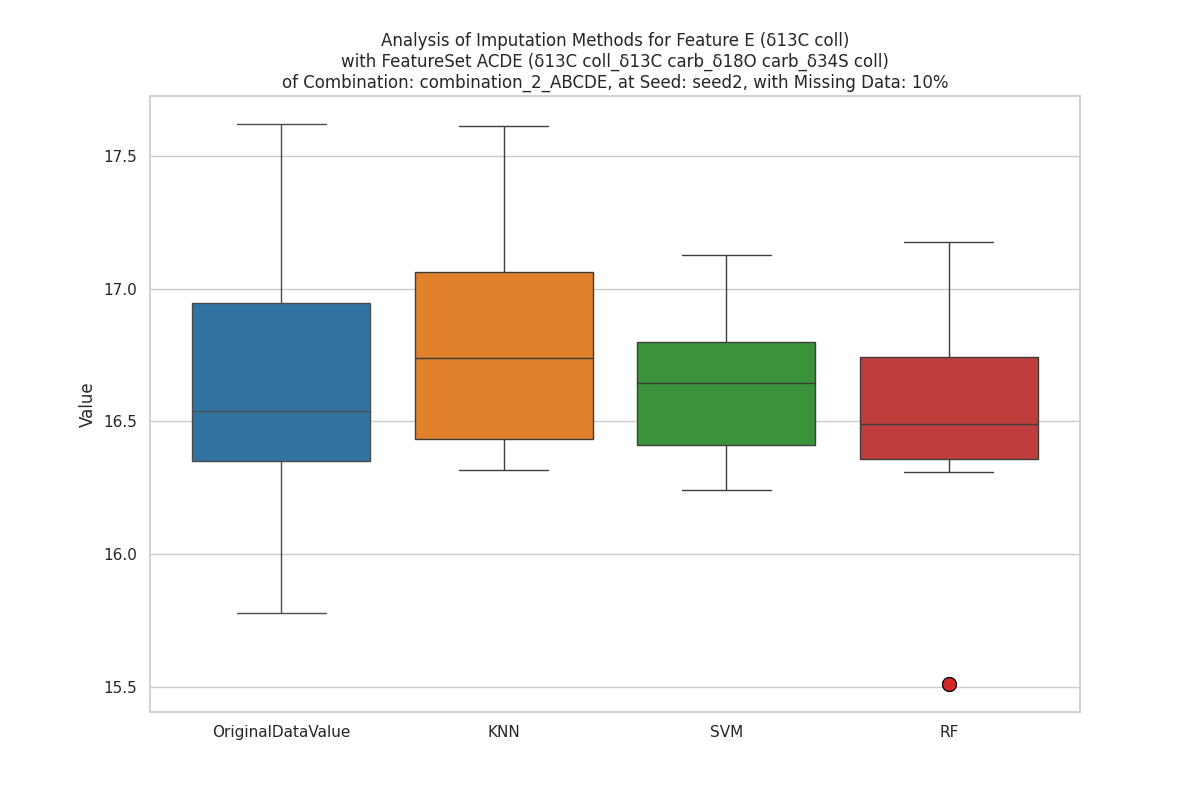 Analysis of Imputation Methods for Feature E (δ13C coll)
with FeatureSet ACDE (δ13C coll_δ13C carb_δ18O carb_δ34S coll)
of Combination: combination_2_ABCDE, at Seed: seed2, with Missing Data: 10%
17.5
17.0
16.5
16.0
15.5
Value
OriginalDataValue
KNN
SVM
RF